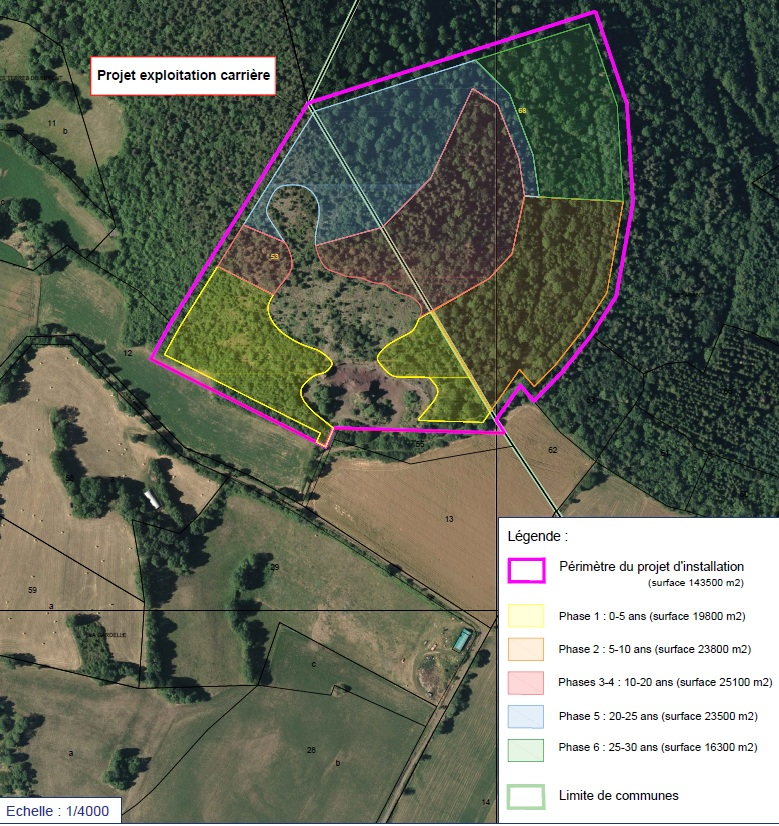 Projet exploitation carrière
11
b
68
53
12
55
62
13
59
a
29
c
a
28
b
14
Légende :
Périmètre du projet d'installation
(surface 143500 m2)
Phase 1 : 0-5 ans (surface 19800 m2)
Phase 2 : 5-10 ans (surface 23800 m2)
Phases 3-4 : 10-20 ans (surface 25100 m2)
Phase 5 : 20-25 ans (surface 23500 m2)
Phase 6 : 25-30 ans (surface 16300 m2)
Limite de communes
Echelle : 1/4000